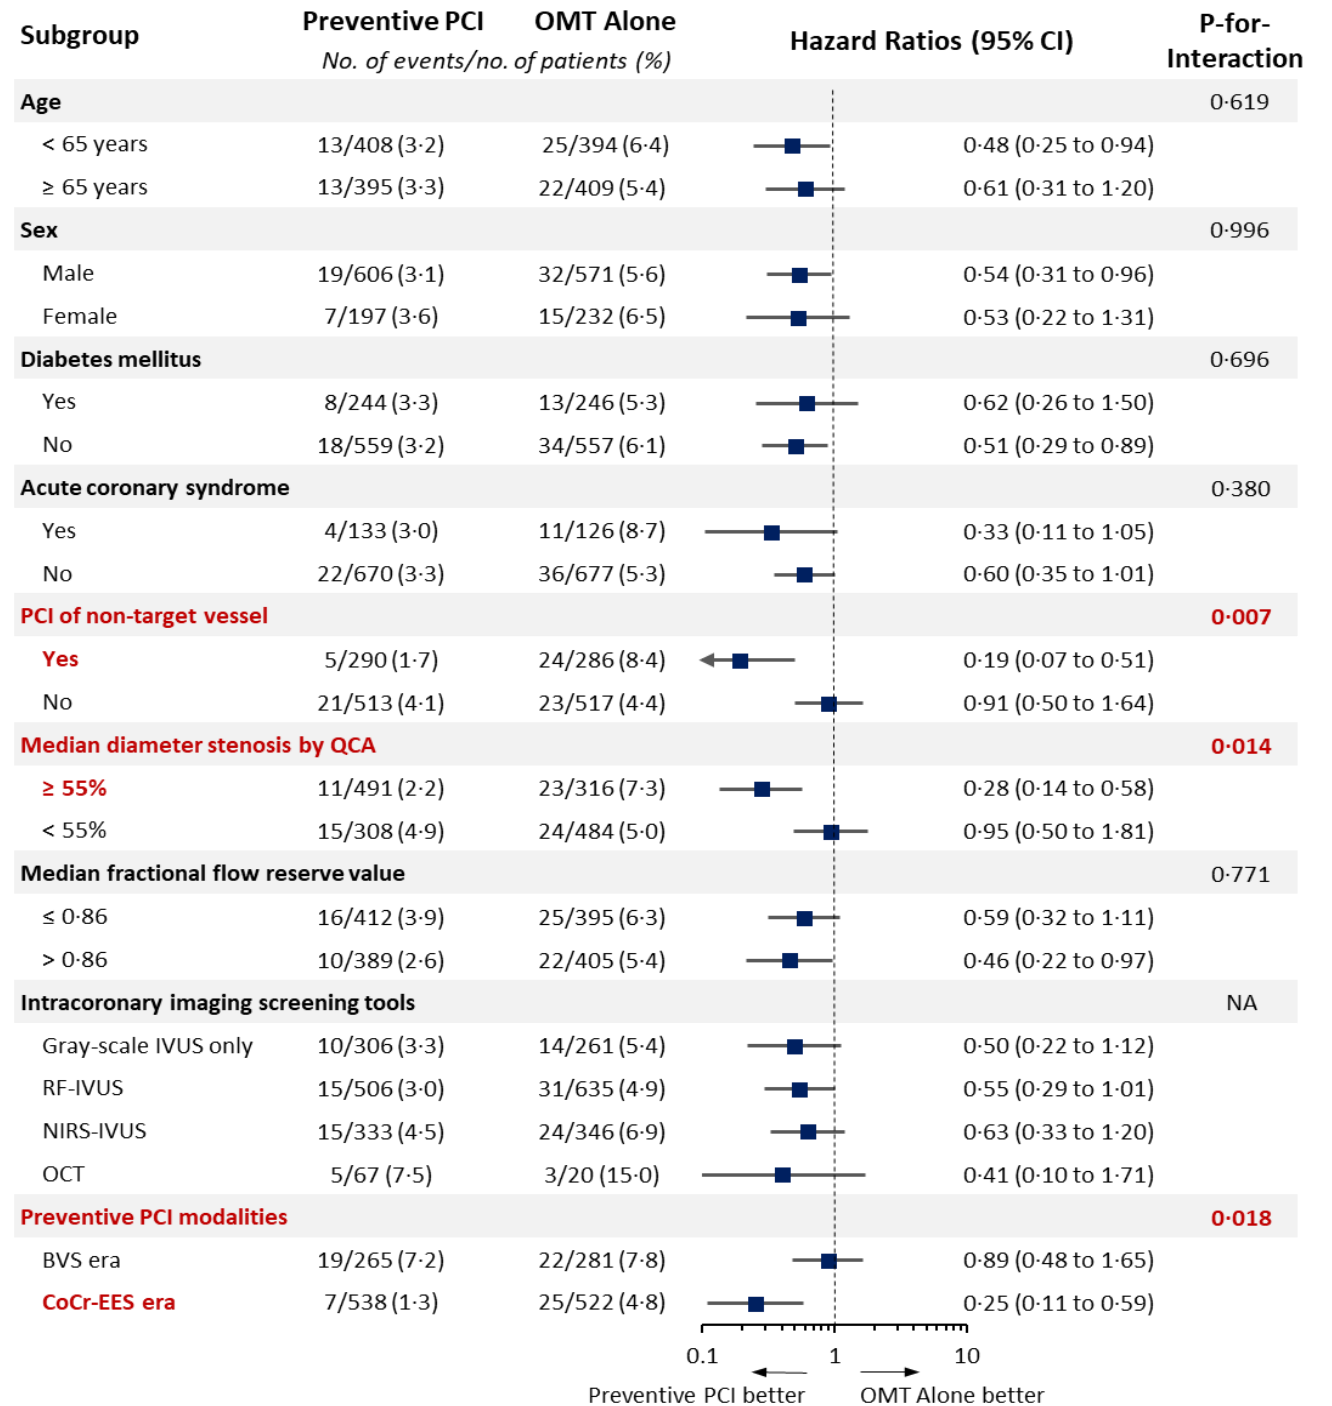 Subgroup Preventive PCI OMT Alone Hazard Ratios (95% CI) P-for-Interaction
No. of events/no. of patients (%)
Age 0·619
< 65 years 13/408 (3·2) 25/394 (6·4) 0·48 (0·25 to 0·94)
≥ 65 years 13/395 (3·3) 22/409 (5·4) 0·61 (0·31 to 1·20)
Sex 0·996
Male 19/606 (3·1) 32/571 (5·6) 0·54 (0·31 to 0·96)
Female 7/197 (3·6) 15/232 (6·5) 0·53 (0·22 to 1·31)
Diabetes mellitus 0·696
Yes 8/244 (3·3) 13/246 (5·3) 0·62 (0·26 to 1·50)
No 18/559 (3·2) 34/557 (6·1) 0·51 (0·29 to 0·89)
Acute coronary syndrome 0·380
Yes 4/133 (3·0) 11/126 (8·7) 0·33 (0·11 to 1·05)
No 22/670 (3·3) 36/677 (5·3) 0·60 (0·35 to 1·01)
PCI of non-target vessel 0·007
Yes 5/290 (1·7) 24/286 (8·4) 0·19 (0·07 to 0·51)
No 21/513 (4·1) 23/517 (4·4) 0·91 (0·50 to 1·64)
Median diameter stenosis by QCA 0·014
≥ 55% 11/491 (2·2) 23/316 (7·3) 0·28 (0·14 to 0·58)
< 55% 15/308 (4·9) 24/484 (5·0) 0·95 (0·50 to 1·81)
Median fractional flow reserve value 0·771
≤ 0·86 16/412 (3·9) 25/395 (6·3) 0·59 (0·32 to 1·11)
> 0·86 10/389 (2·6) 22/405 (5·4) 0·46 (0·22 to 0·97)
Intracoronary imaging screening tools NA
Gray-scale IVUS only 10/306 (3·3) 14/261 (5·4) 0·50 (0·22 to 1·12)
RF-IVUS 15/506 (3·0) 31/635 (4·9) 0·55 (0·29 to 1·01)
NIRS-IVUS 15/333 (4·5) 24/346 (6·9) 0·63 (0·33 to 1·20)
OCT 5/67 (7·5) 3/20 (15·0) 0·41 (0·10 to 1·71)
Preventive PCI modalities 0·018
BVS era 19/265 (7·2) 22/281 (7·8) 0·89 (0·48 to 1·65)
CoCr-EES era 7/538 (1·3) 25/522 (4·8) 0·25 (0·11 to 0·59)
0.1 1 10
Preventive PCI better OMT Alone better